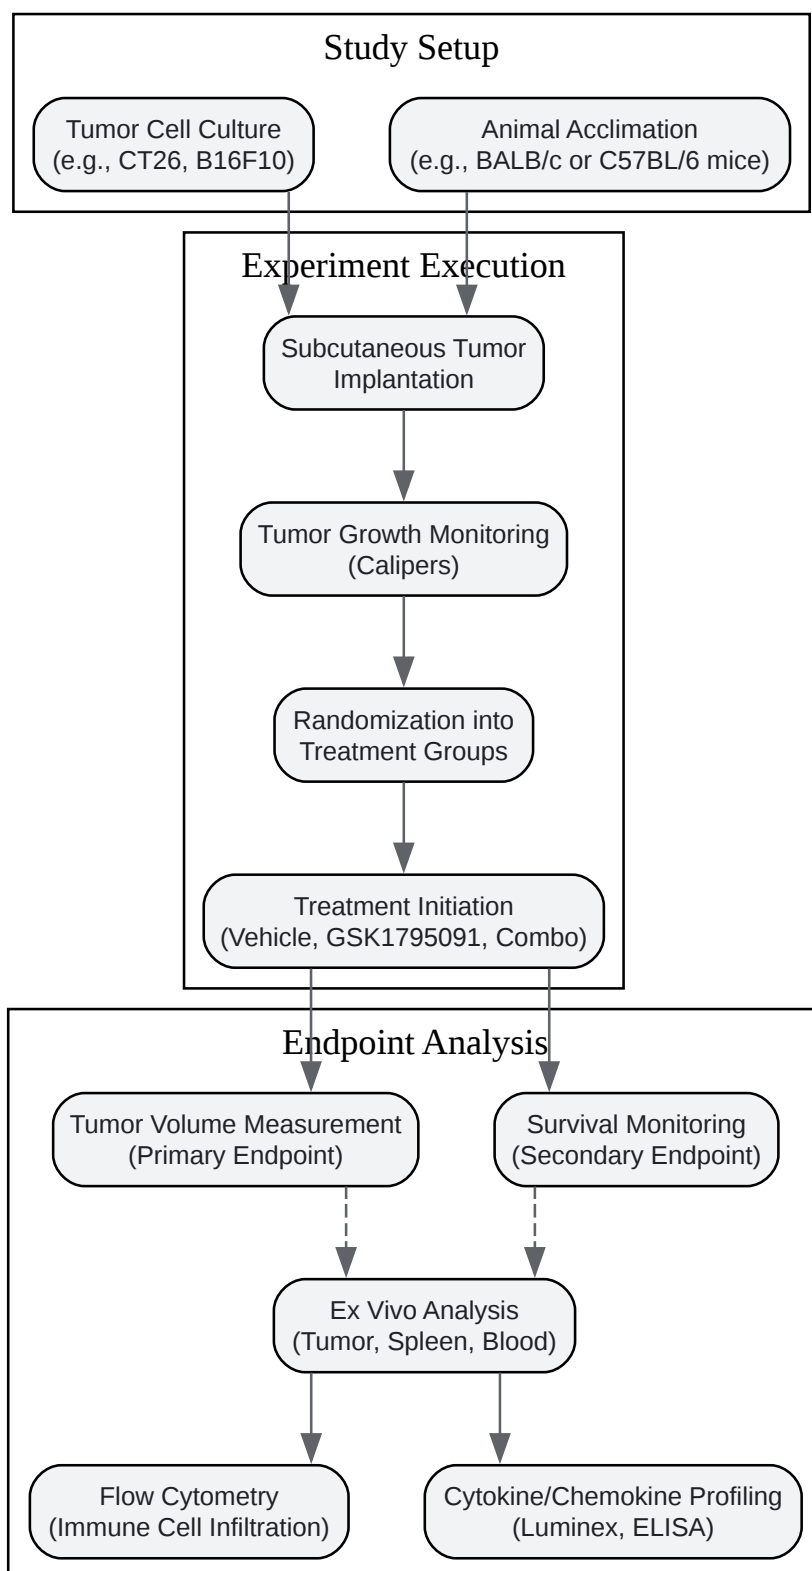 Study Setup
Tumor Cell Culture
(e.g., CT26, B16F10)
Animal Acclimation
(e.g., BALB/c or C57BL/6 mice)
Experiment Execution
Subcutaneous Tumor
Implantation
Tumor Growth Monitoring
(Calipers)
Randomization into
Treatment Groups
Treatment Initiation
(Vehicle, GSK1795091, Combo)
Endpoint Analysis
Tumor Volume Measurement
(Primary Endpoint)
Survival Monitoring
(Secondary Endpoint)
Ex Vivo Analysis
(Tumor, Spleen, Blood)
Flow Cytometry
(Immune Cell Infiltration)
Cytokine/Chemokine Profiling
(Luminex, ELISA)